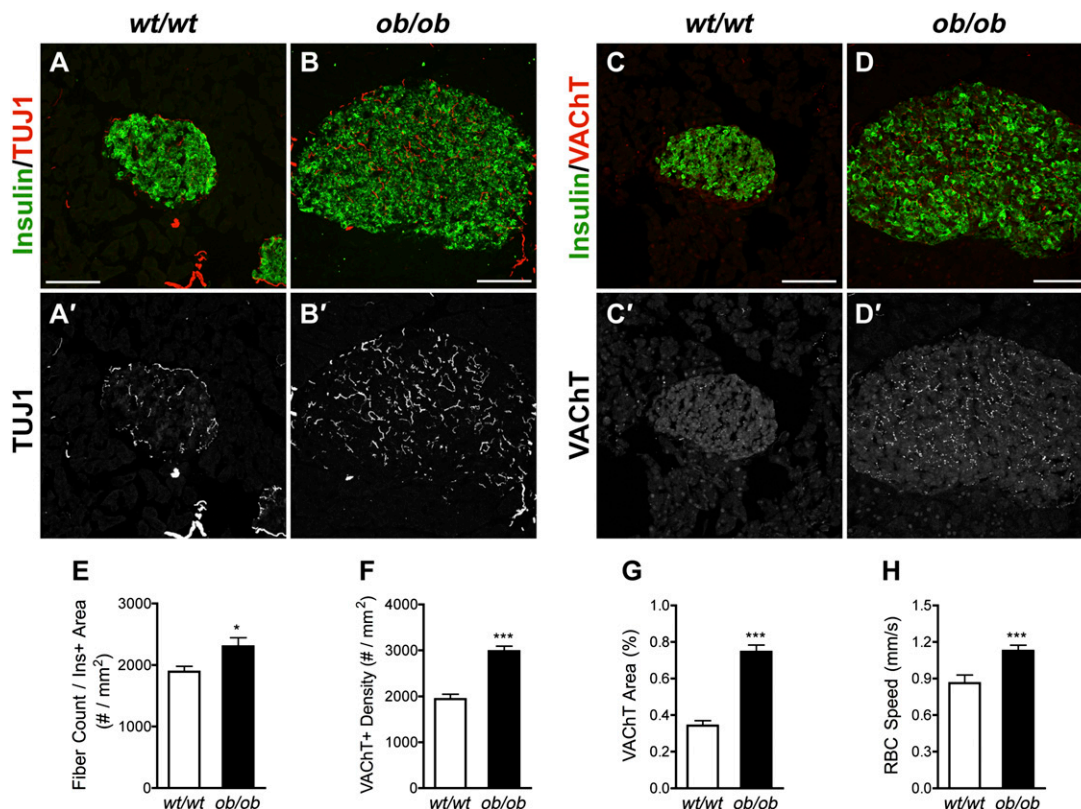 wt/wt ob/ob wt/wt ob/ob
A B C D
Insulin/TUJ1
Insulin/VAChT
A′ B′ C′ D′
TUJ1
VAChT
E F G H
Fiber Count / Ins+ Area
(# / mm²)
3000
2000
1000
0
*
wt/wt ob/ob
VAChT+ Density (# / mm²)
4000
3000
2000
1000
0
***
wt/wt ob/ob
VAChT Area (%)
1.0
0.8
0.6
0.4
0.2
0.0
***
wt/wt ob/ob
RBC Speed (mm/s)
1.5
1.2
0.9
0.6
0.3
0.0
***
wt/wt ob/ob